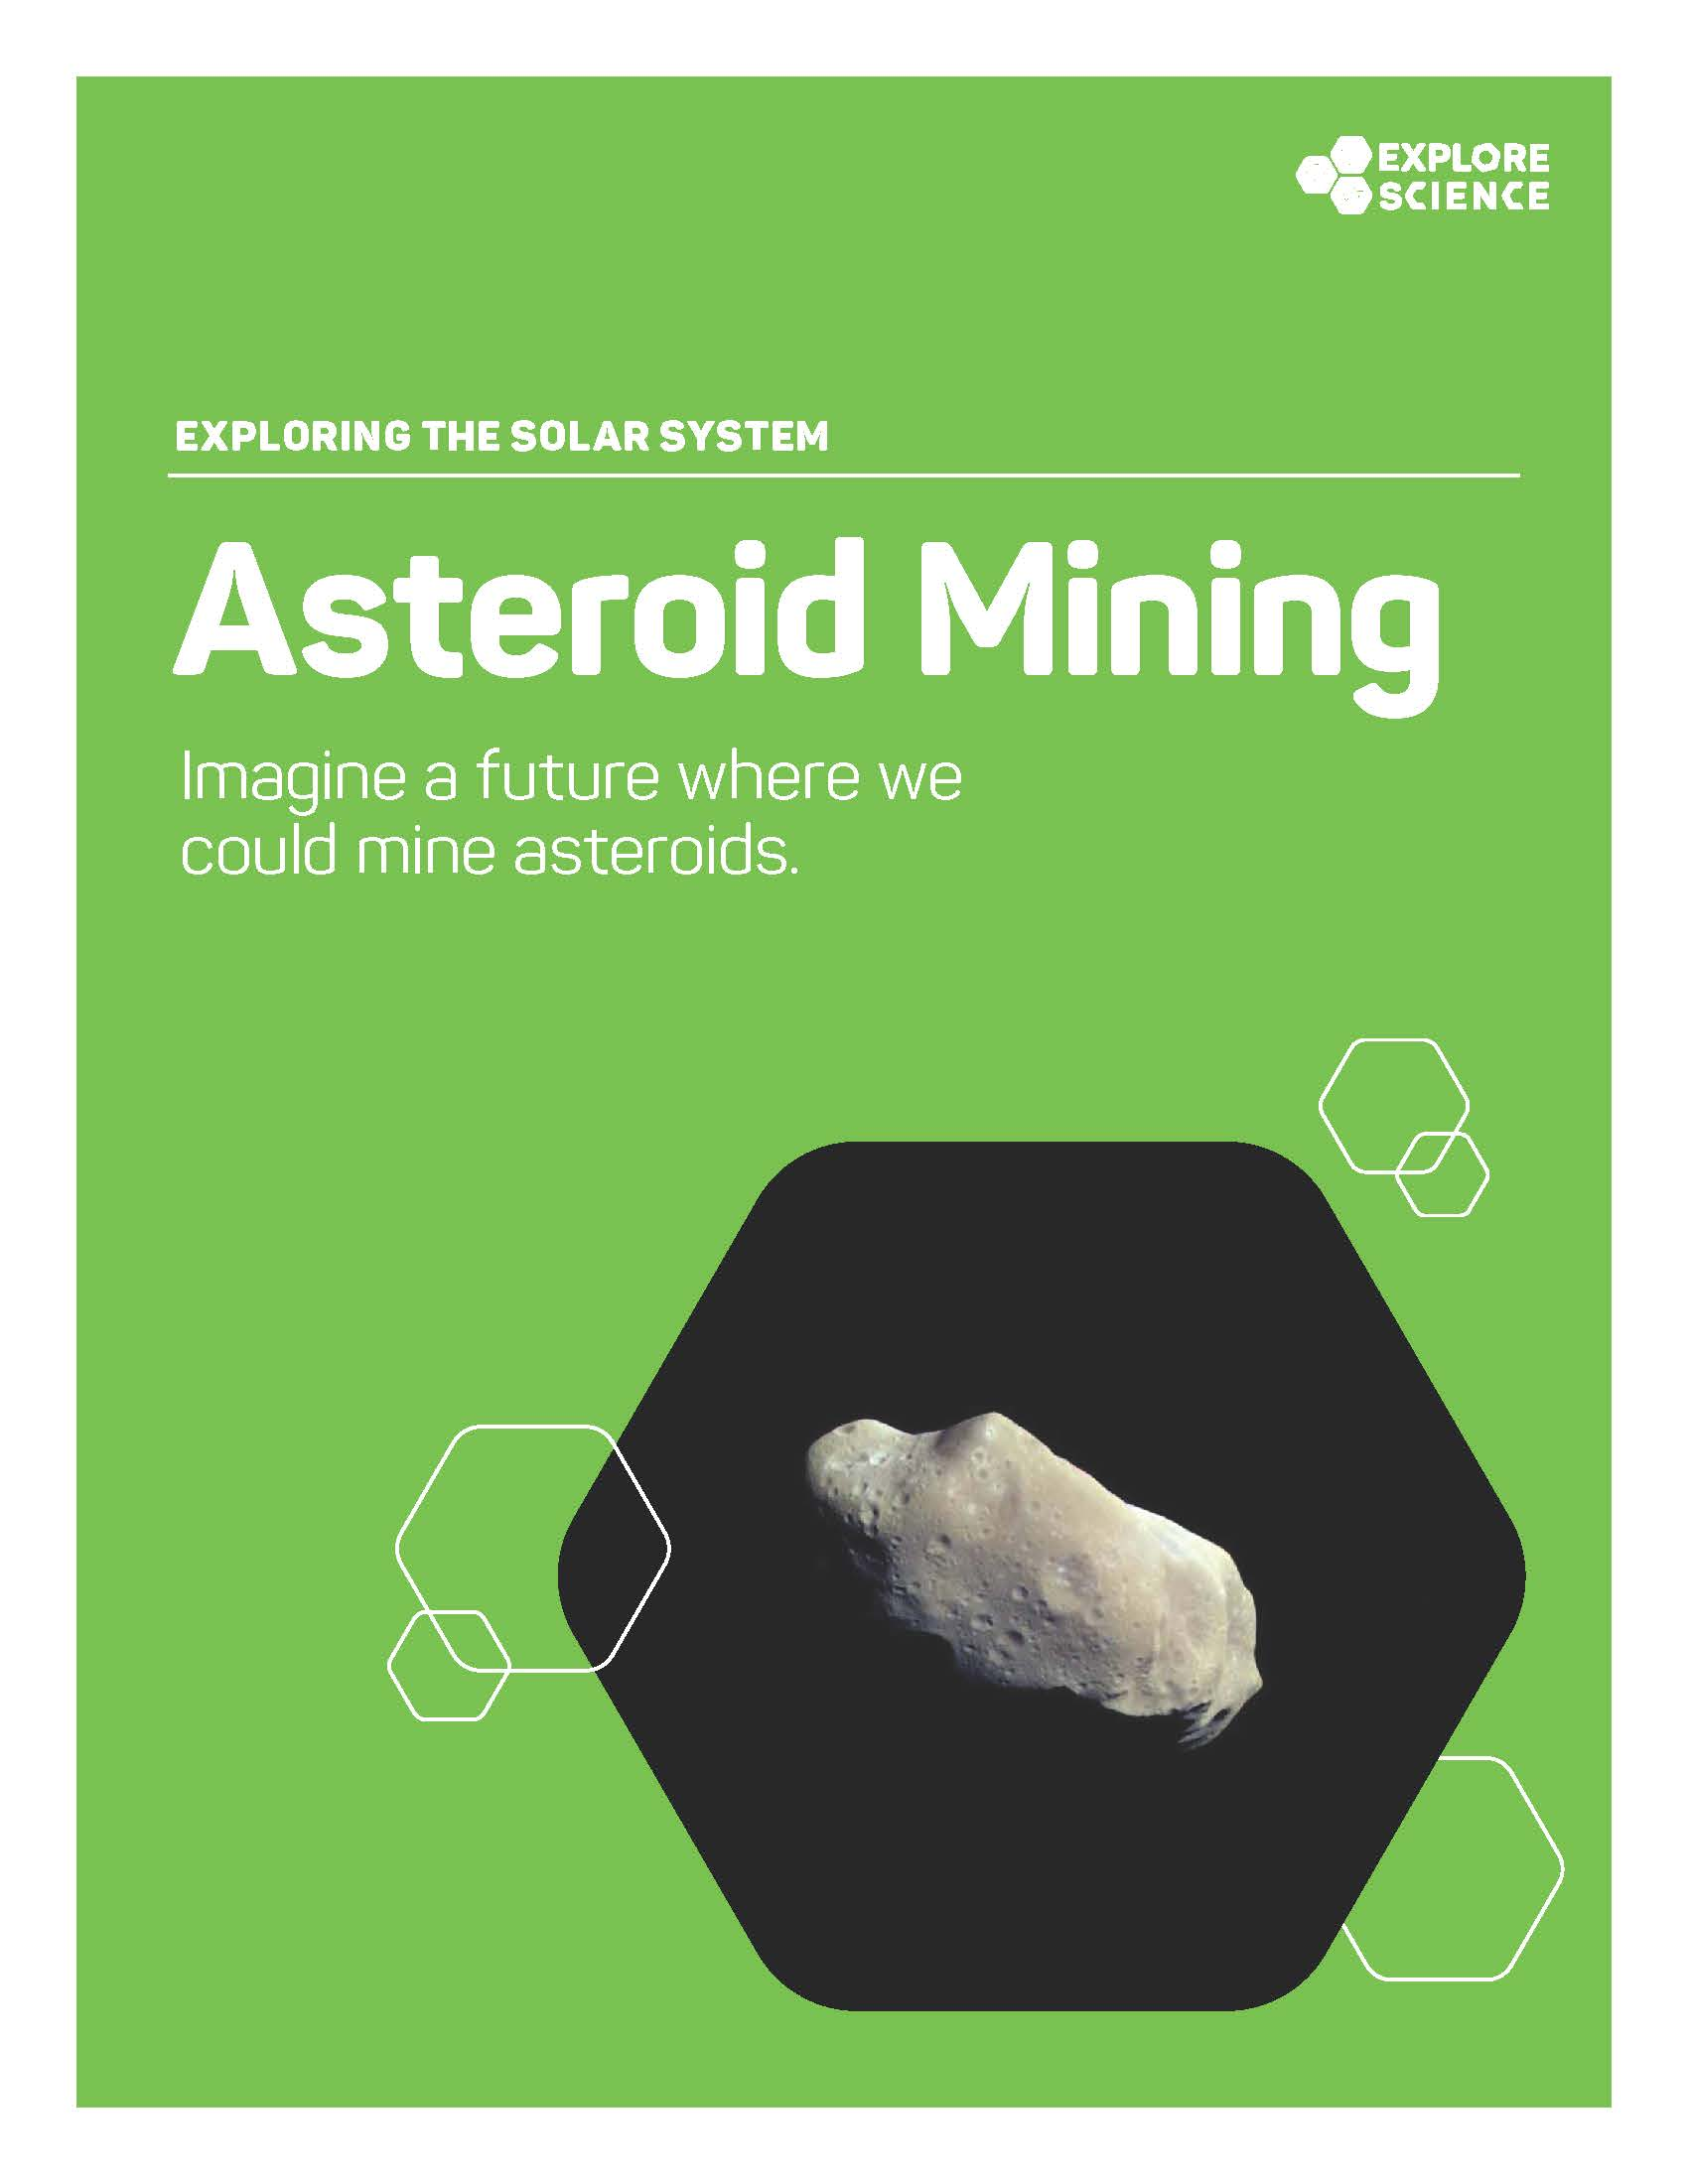 EXPLORE
SCIENCE
EXPLORING THE SOLAR SYSTEM
Asteroid Mining
Imagine a future where we
could mine asteroids.